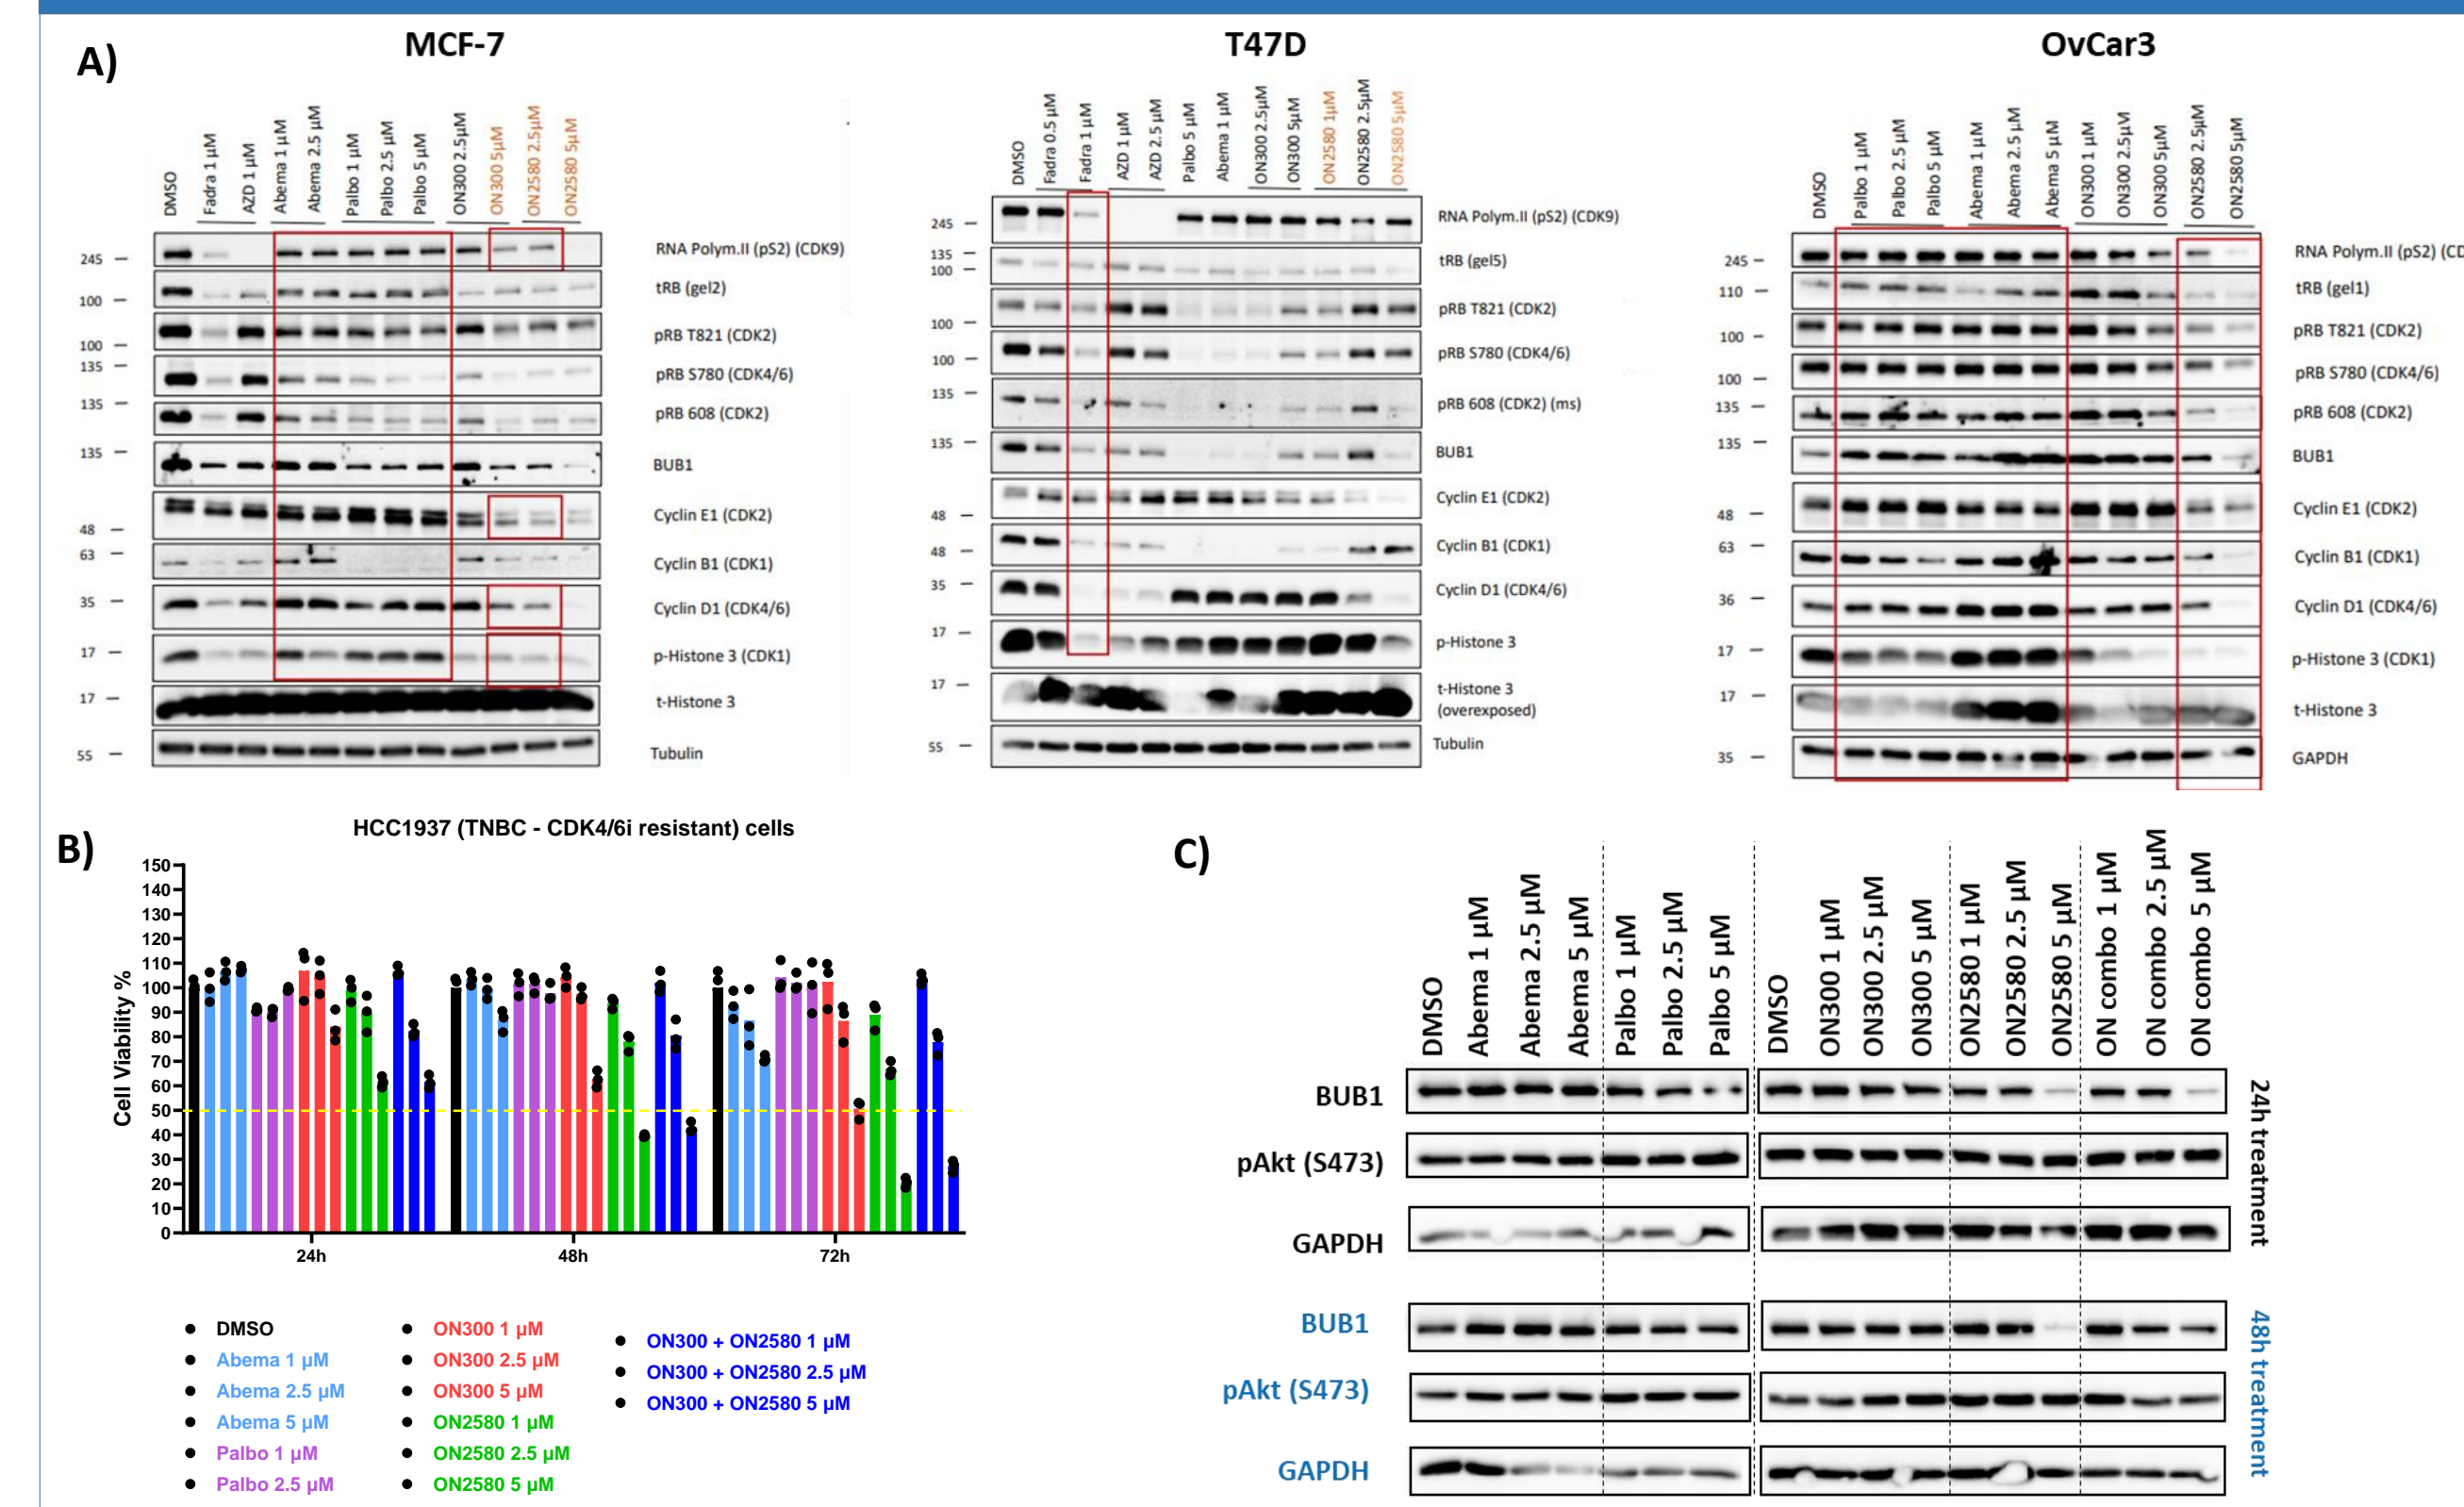 A)
MCF-7
DMSO
Fadra 1 µM
AZD 1 µM
Abema 1 µM
Abema 2.5 µM
Palbo 1 µM
Palbo 2.5 µM
Palbo 5 µM
ON300 2.5µM
ON300 5µM
ON2580 2.5µM
ON2580 5µM
245
100
100
135
135
135
48
63
35
17
17
55
RNA Polym.II (pS2) (CDK9)
tRB (gel2)
pRB T821 (CDK2)
pRB S780 (CDK4/6)
pRB 608 (CDK2)
BUB1
Cyclin E1 (CDK2)
Cyclin B1 (CDK1)
Cyclin D1 (CDK4/6)
p-Histone 3 (CDK1)
t-Histone 3
Tubulin
T47D
DMSO
Fadra 0.5 µM
Fadra 1 µM
AZD 1 µM
AZD 2.5 µM
Palbo 5 µM
Abema 1 µM
ON300 2.5µM
ON300 5µM
ON2580 1µM
ON2580 2.5µM
ON2580 5µM
245
135
100
100
100
135
135
48
48
35
17
17
55
RNA Polym.II (pS2) (CDK9)
tRB (gel5)
pRB T821 (CDK2)
pRB S780 (CDK4/6)
pRB 608 (CDK2) (ms)
BUB1
Cyclin E1 (CDK2)
Cyclin B1 (CDK1)
Cyclin D1 (CDK4/6)
p-Histone 3
t-Histone 3
(overexposed)
Tubulin
OvCar3
DMSO
Palbo 1 µM
Palbo 2.5 µM
Palbo 5 µM
Abema 1 µM
Abema 2.5 µM
Abema 5 µM
ON300 1 µM
ON300 2.5µM
ON300 5µM
ON2580 2.5µM
ON2580 5µM
245
110
100
100
135
135
48
63
36
17
17
35
RNA Polym.II (pS2) (CD
tRB (gel1)
pRB T821 (CDK2)
pRB S780 (CDK4/6)
pRB 608 (CDK2)
BUB1
Cyclin E1 (CDK2)
Cyclin B1 (CDK1)
Cyclin D1 (CDK4/6)
p-Histone 3 (CDK1)
t-Histone 3
GAPDH
B)
HCC1937 (TNBC - CDK4/6i resistant) cells
Cell Viability %
150
140
130
120
110
100
90
80
70
60
50
40
30
20
10
0
24h
48h
72h
DMSO
Abema 1 µM
Abema 2.5 µM
Abema 5 µM
Palbo 1 µM
Palbo 2.5 µM
ON300 1 µM
ON300 2.5 µM
ON300 5 µM
ON2580 1 µM
ON2580 2.5 µM
ON2580 5 µM
ON300 + ON2580 1 µM
ON300 + ON2580 2.5 µM
ON300 + ON2580 5 µM
C)
DMSO
Abema 1 µM
Abema 2.5 µM
Abema 5 µM
Palbo 1 µM
Palbo 2.5 µM
Palbo 5 µM
DMSO
ON300 1 µM
ON300 2.5 µM
ON300 5 µM
ON2580 1 µM
ON2580 2.5 µM
ON2580 5 µM
ON combo 1 µM
ON combo 2.5 µM
ON combo 5 µM
BUB1
pAkt (S473)
GAPDH
24h treatment
BUB1
pAkt (S473)
GAPDH
48h treatment